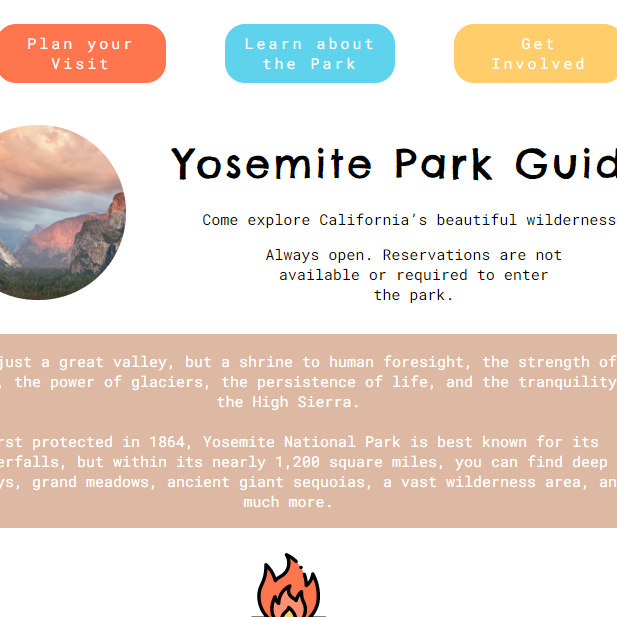 Plan your
Visit
Learn about
the Park
Get
Involved
Yosemite Park Guid
Come explore California's beautiful wilderness
Always open. Reservations are not
available or required to enter
the park.
just a great valley, but a shrine to human foresight, the strength of
, the power of glaciers, the persistence of life, and the tranquility
the High Sierra.
rst protected in 1864, Yosemite National Park is best known for its
erfalls, but within its nearly 1,200 square miles, you can find deep
ys, grand meadows, ancient giant sequoias, a vast wilderness area, an
much more.